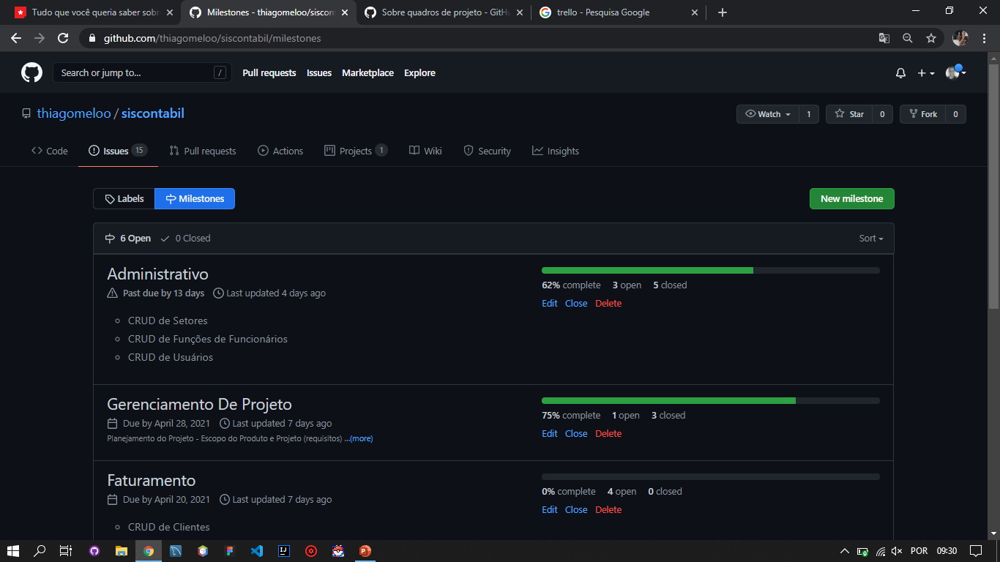 Tudo que você queria saber sobr
Milestones - thiagomeloo/siscont
Sobre quadros de projeto - GitHu
trello - Pesquisa Google
github.com/thiagomeloo/siscontabil/milestones
Search or jump to...
/
Pull requests
Issues
Marketplace
Explore
thiagomeloo / siscontabil
Watch 1
Star 0
Fork 0
Code
Issues 15
Pull requests
Actions
Projects 1
Wiki
Security
Insights
Labels
Milestones
New milestone
6 Open
0 Closed
Sort
Administrativo
Past due by 13 days Last updated 4 days ago
CRUD de Setores
CRUD de Funções de Funcionários
CRUD de Usuários
62% complete 3 open 5 closed
Edit Close Delete
Gerenciamento De Projeto
Due by April 28, 2021 Last updated 7 days ago
Planejamento do Projeto - Escopo do Produto e Projeto (requisitos) ...(more)
75% complete 1 open 3 closed
Edit Close Delete
Faturamento
Due by April 20, 2021 Last updated 7 days ago
CRUD de Clientes
0% complete 4 open 0 closed
Edit Close Delete
POR
09:30